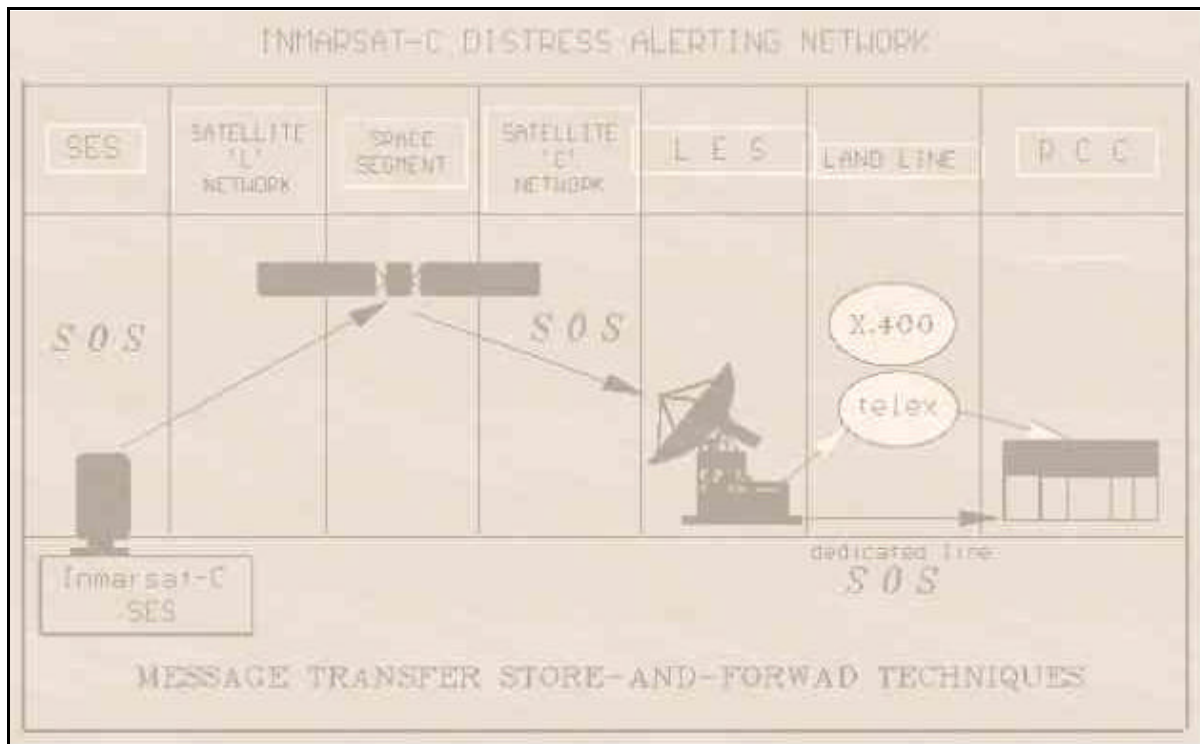 INMARSAT-C DISTRESS ALERTING NETWORK
SES
SATELLITE
'L'
NETWORK
SPACE
SEGMENT
SATELLITE
'C'
NETWORK
L E S
LAND LINE
R C C
S O S
S O S
X.400
telex
dedicated line
S O S
Inmarsat-C
SES
MESSAGE TRANSFER STORE-AND-FORWAD TECHNIQUES